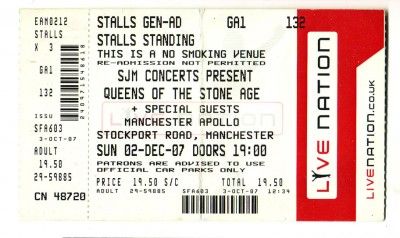 EAM0212
STALLS
X 3
GA1
132
ISSU
SFA603
3-OCT-07
ADULT
19.50
29-59885
CN 48720
STALLS GEN-AD GA1 132
STALLS STANDING
THIS IS A NO SMOKING VENUE
RE-ADMISSION NOT PERMITTED
SJM CONCERTS PRESENT
QUEENS OF THE STONE AGE
+ SPECIAL GUESTS
MANCHESTER APOLLO
STOCKPORT ROAD, MANCHESTER
SUN 02-DEC-07 DOORS 19:00
PATRONS ARE ADVISED TO USE
OFFICIAL CAR PARKS ONLY
PRICE 19.50 S/C TOTAL 19.50
ADULT 29-59885 SFA603 3-OCT-07 12:34
LIVE NATION
LIVENATION.co.uk